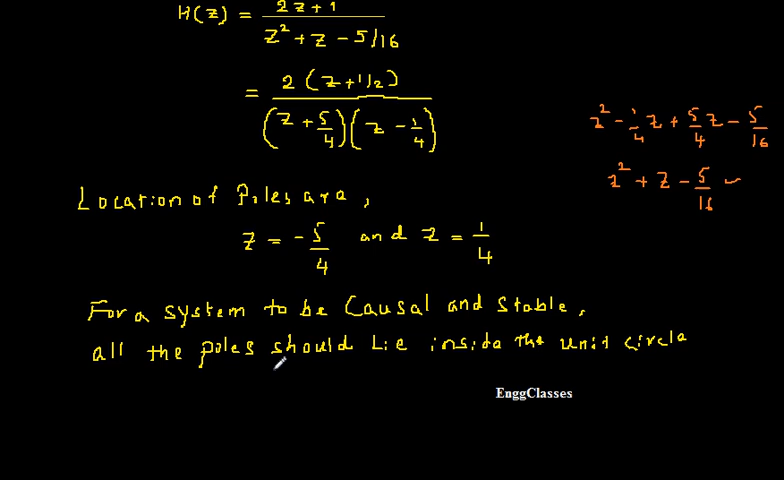 H(z) = 2z+1 / z² + z - 5/16
= 2 (z+1/2) / (z + 5/4)(z - 1/4)
z² - 1/4 z + 5/4 z - 5/16
z² + z - 5/16 ✓
Location of Poles are,
z = -5/4 and z = 1/4
For a system to be Causal and Stable,
all the poles should Lie inside the unit circle
EnggClasses